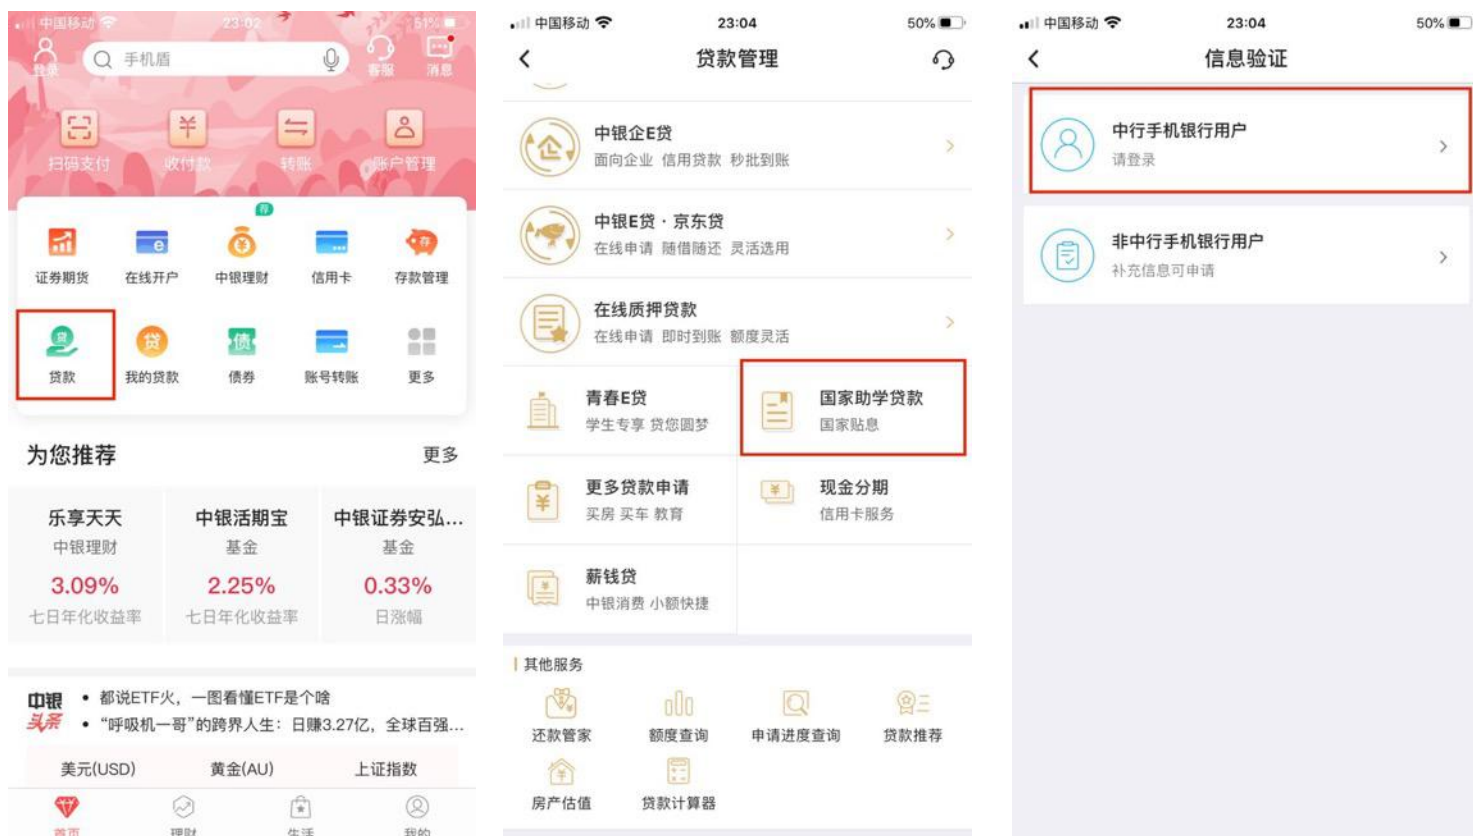 中国移动
23:02
51%
登录
手机盾
客服
消息
扫码支付
收付款
转账
账户管理
荐
证券期货
在线开户
中银理财
信用卡
存款管理
贷款
我的贷款
债券
账号转账
更多
为您推荐
更多
乐享天天
中银理财
3.09%
七日年化收益率
中银活期宝
基金
2.25%
七日年化收益率
中银证券安弘...
基金
0.33%
日涨幅
中银
头条
• 都说ETF火，一图看懂ETF是个啥
• “呼吸机一哥”的跨界人生：日赚3.27亿，全球百强...
美元(USD)
黄金(AU)
上证指数
首页
理财
生活
我的
中国移动
23:04
50%
贷款管理
中银企E贷
面向企业 信用贷款 秒批到账
中银E贷 · 京东贷
在线申请 随借随还 灵活选用
在线质押贷款
在线申请 即时到账 额度灵活
青春E贷
学生专享 贷您圆梦
国家助学贷款
国家贴息
更多贷款申请
买房 买车 教育
现金分期
信用卡服务
薪钱贷
中银消费 小额快捷
其他服务
还款管家
额度查询
申请进度查询
贷款推荐
房产估值
贷款计算器
中国移动
23:04
50%
信息验证
中行手机银行用户
请登录
非中行手机银行用户
补充信息可申请